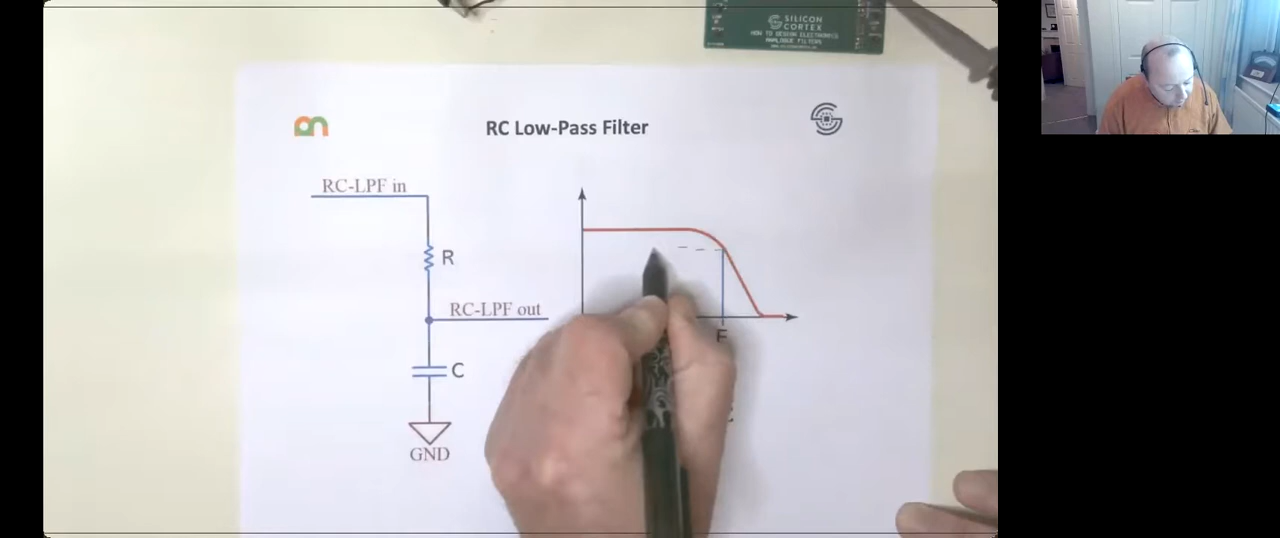 SILICON
CORTEX
HOW TO DESIGN ELECTRONICS
ANALOGUE FILTERS
RC Low-Pass Filter
RC-LPF in
R
RC-LPF out
F
C
GND